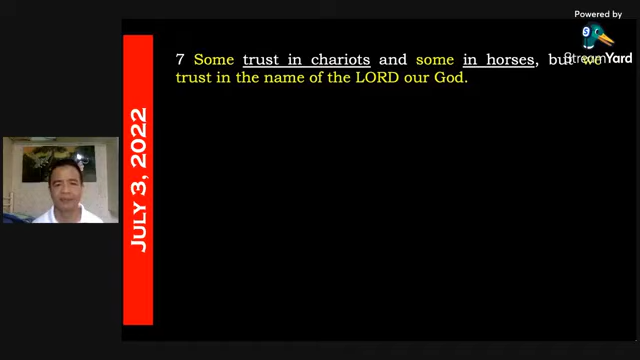 Powered by
StreamYard
7 Some trust in chariots and some in horses, but we
trust in the name of the LORD our God.
JULY 3, 2022